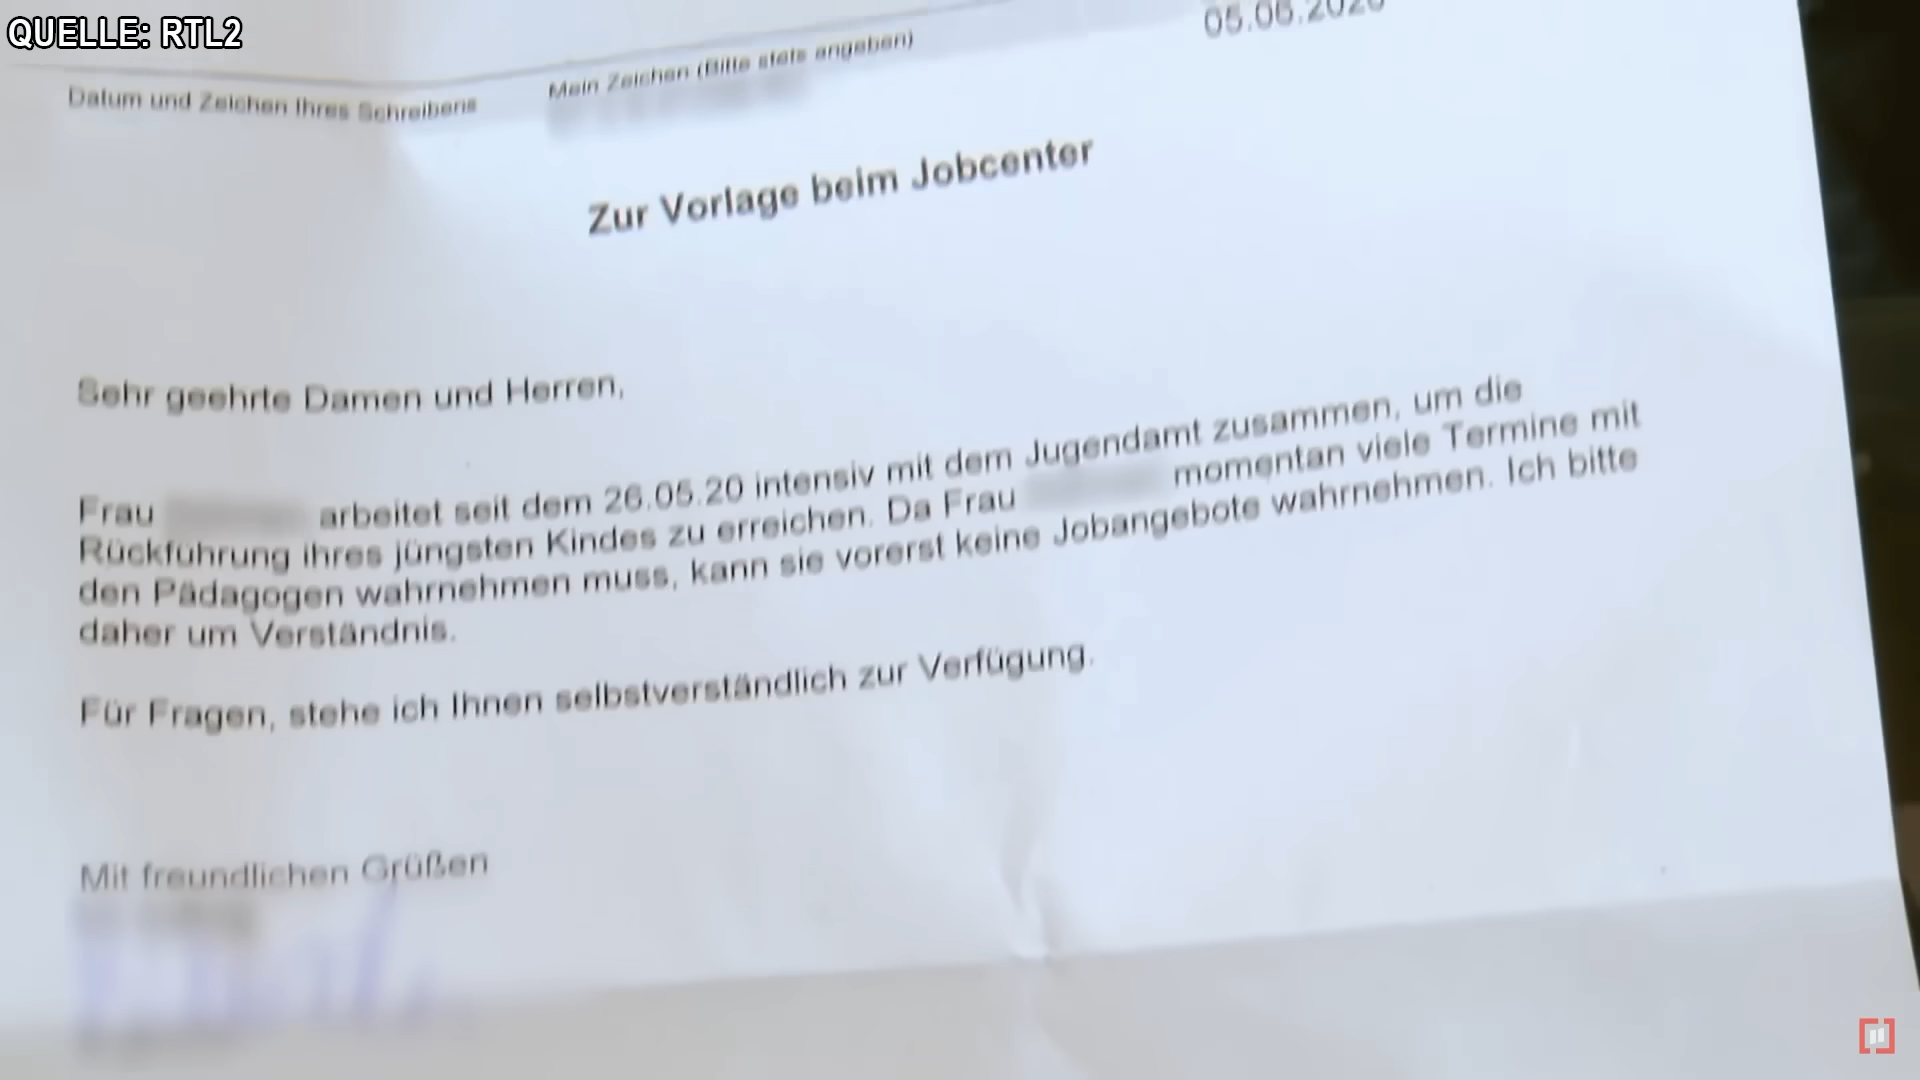 QUELLE: RTL2
05.06.2020
Datum und Zeichen Ihres Schreibens
Mein Zeichen (Bitte stets angeben)
Zur Vorlage beim Jobcenter
Sehr geehrte Damen und Herren,
Frau arbeitet seit dem 26.05.20 intensiv mit dem Jugendamt zusammen, um die
Rückführung ihres jüngsten Kindes zu erreichen. Da Frau momentan viele Termine mit
den Pädagogen wahrnehmen muss, kann sie vorerst keine Jobangebote wahrnehmen. Ich bitte
daher um Verständnis.
Für Fragen, stehe ich Ihnen selbstverständlich zur Verfügung.
Mit freundlichen Grüßen